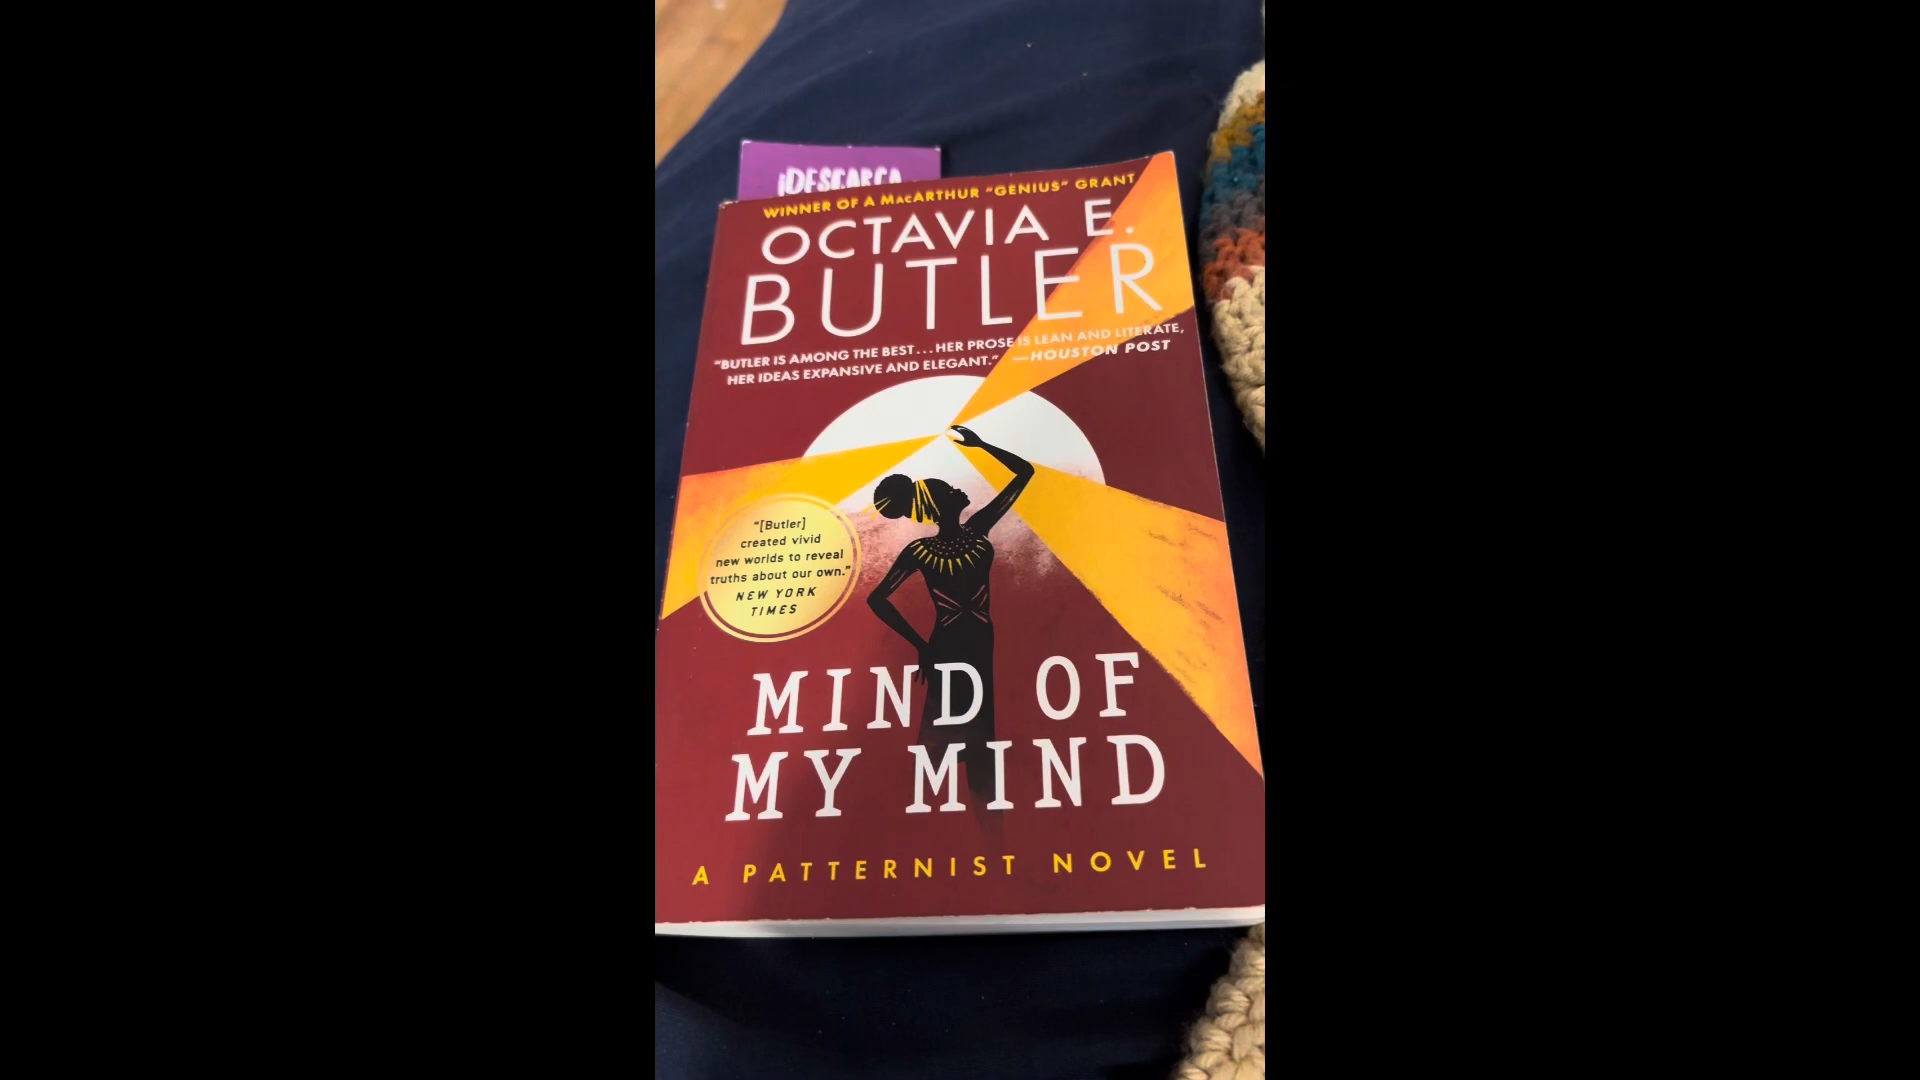 ¡DESCARGA
WINNER OF A MacARTHUR "GENIUS" GRANT
OCTAVIA E.
BUTLER
"BUTLER IS AMONG THE BEST...HER PROSE IS LEAN AND LITERATE,
HER IDEAS EXPANSIVE AND ELEGANT." —HOUSTON POST
"[Butler]
created vivid
new worlds to reveal
truths about our own."
NEW YORK
TIMES
MIND OF
MY MIND
A PATTERNIST NOVEL